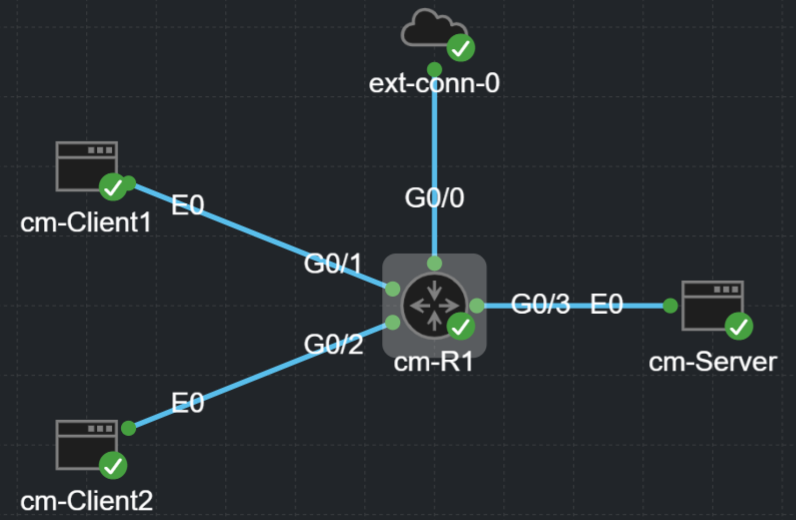 ext-conn-0
G0/0
E0
cm-Client1
G0/1
G0/3 E0
G0/2
cm-R1
cm-Server
E0
cm-Client2